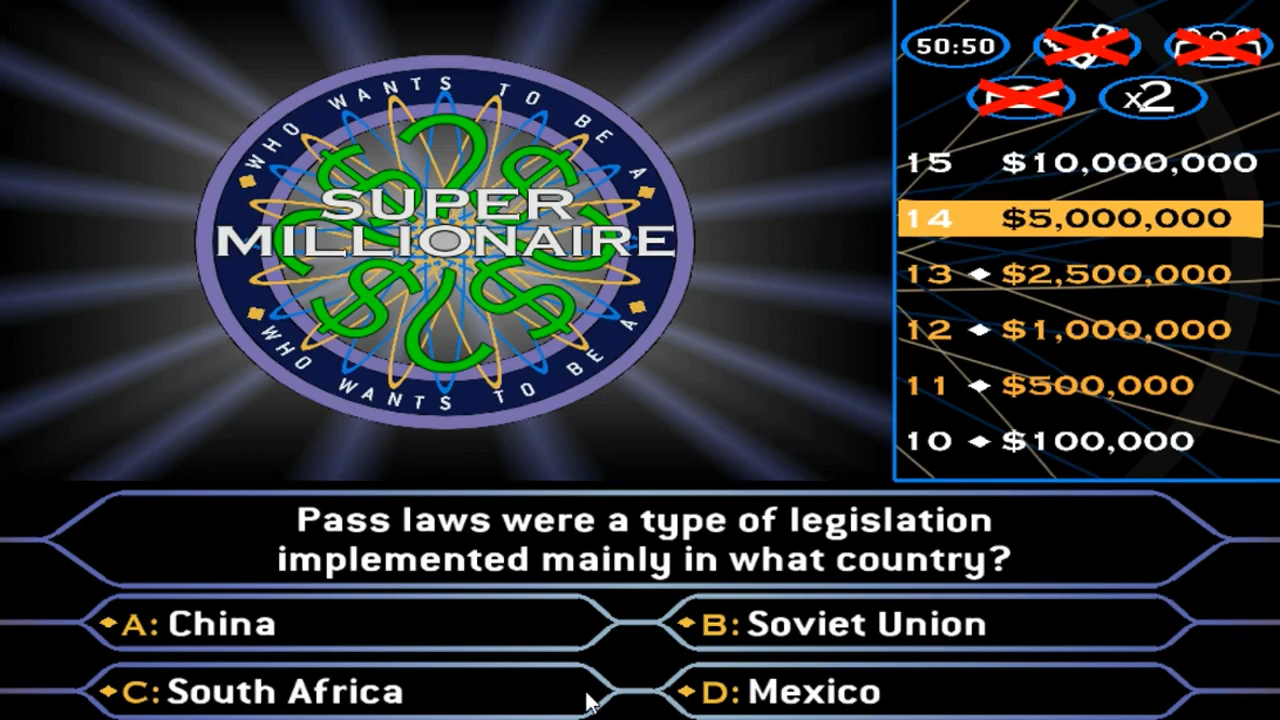 WHO WANTS TO BE A
SUPER
MILLIONAIRE
WHO WANTS TO BE A
50:50
x2
15 $10,000,000
14 $5,000,000
13 $2,500,000
12 $1,000,000
11 $500,000
10 $100,000
Pass laws were a type of legislation
implemented mainly in what country?
A: China
B: Soviet Union
C: South Africa
D: Mexico